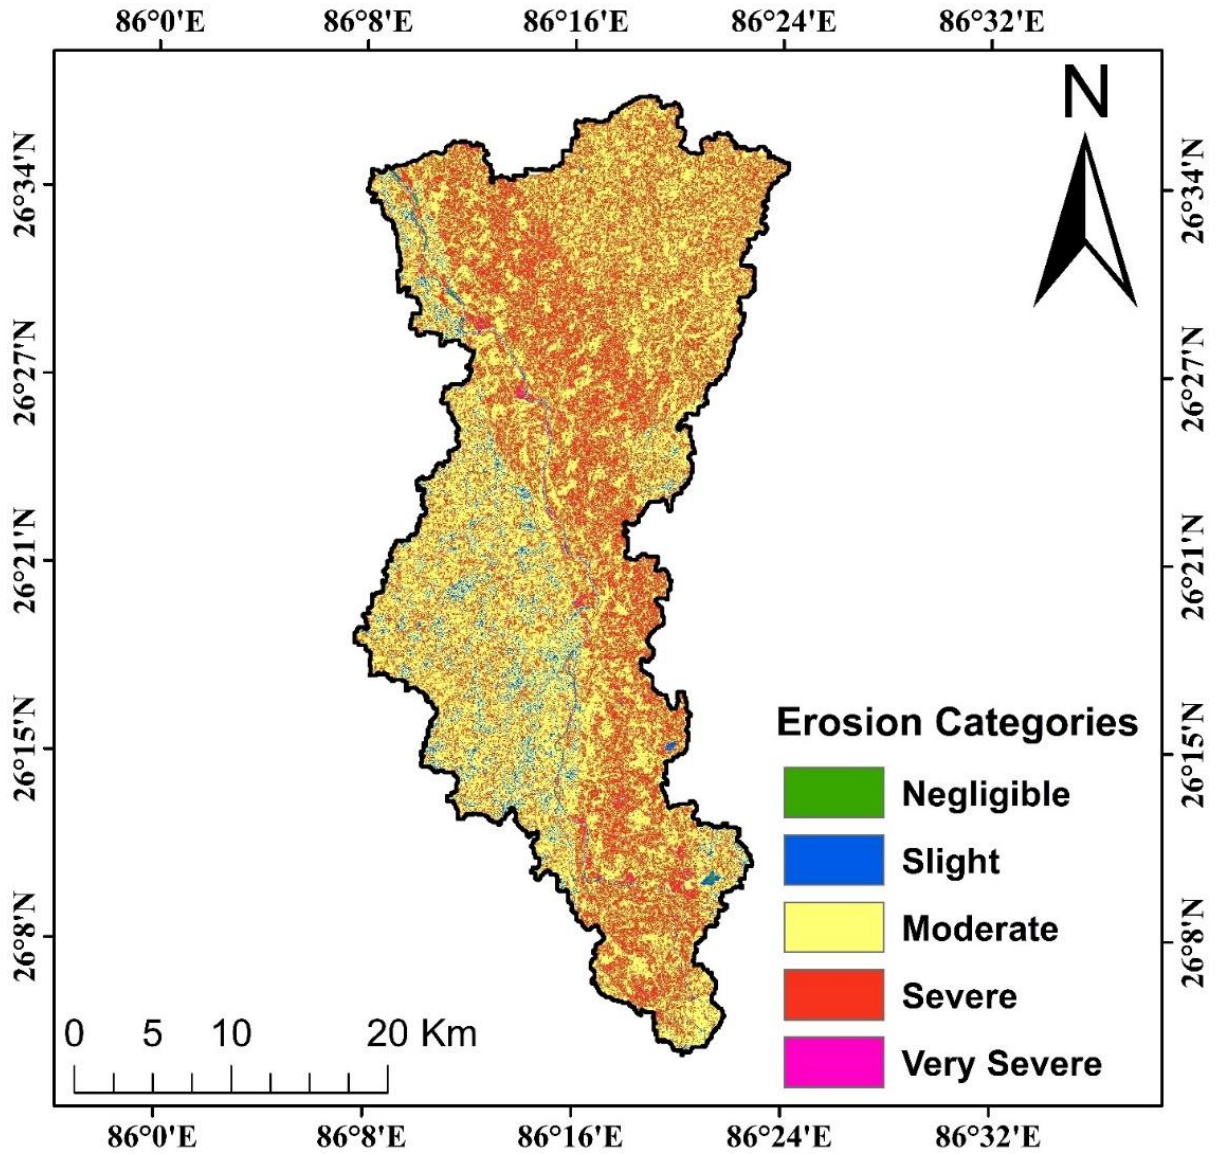 86°0'E 86°8'E 86°16'E 86°24'E 86°32'E
N
26°34'N 26°34'N
26°27'N 26°27'N
26°21'N 26°21'N
26°15'N 26°15'N
26°8'N 26°8'N
Erosion Categories
Negligible
Slight
Moderate
Severe
Very Severe
0 5 10 20 Km
86°0'E 86°8'E 86°16'E 86°24'E 86°32'E